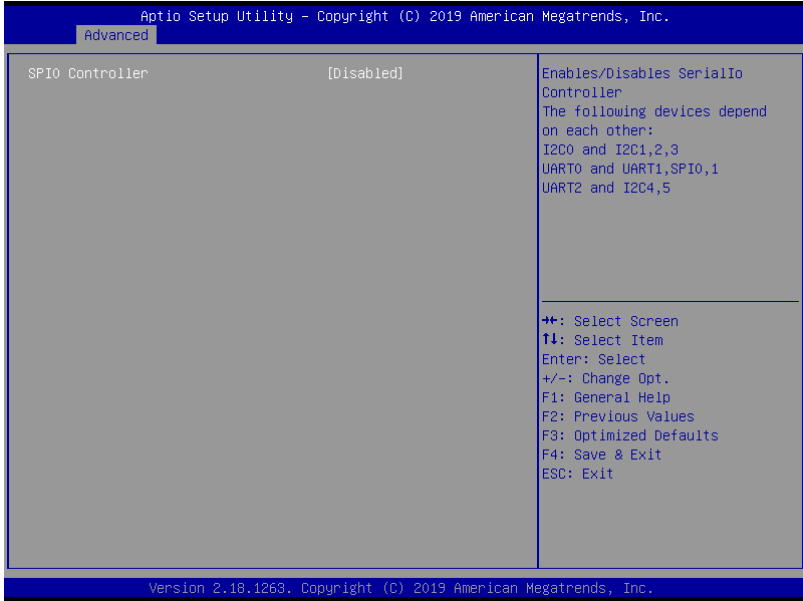 Aptio Setup Utility – Copyright (C) 2019 American Megatrends, Inc.
Advanced
SPI0 Controller [Disabled]
Enables/Disables SerialIo
Controller
The following devices depend
on each other:
I2C0 and I2C1,2,3
UART0 and UART1,SPI0,1
UART2 and I2C4,5
→←: Select Screen
↑↓: Select Item
Enter: Select
+/-: Change Opt.
F1: General Help
F2: Previous Values
F3: Optimized Defaults
F4: Save & Exit
ESC: Exit
Version 2.18.1263. Copyright (C) 2019 American Megatrends, Inc.